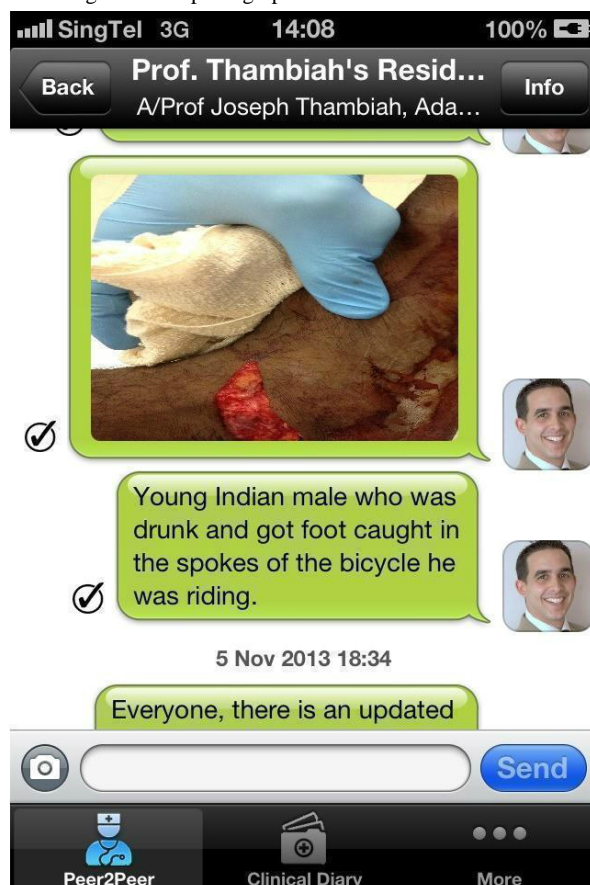 SingTel 3G 14:08 100%
Back
Prof. Thambiah's Resid...
A/Prof Joseph Thambiah, Ada...
Info
Young Indian male who was
drunk and got foot caught in
the spokes of the bicycle he
was riding.
5 Nov 2013 18:34
Everyone, there is an updated
Send
Peer2Peer
Clinical Diary
More